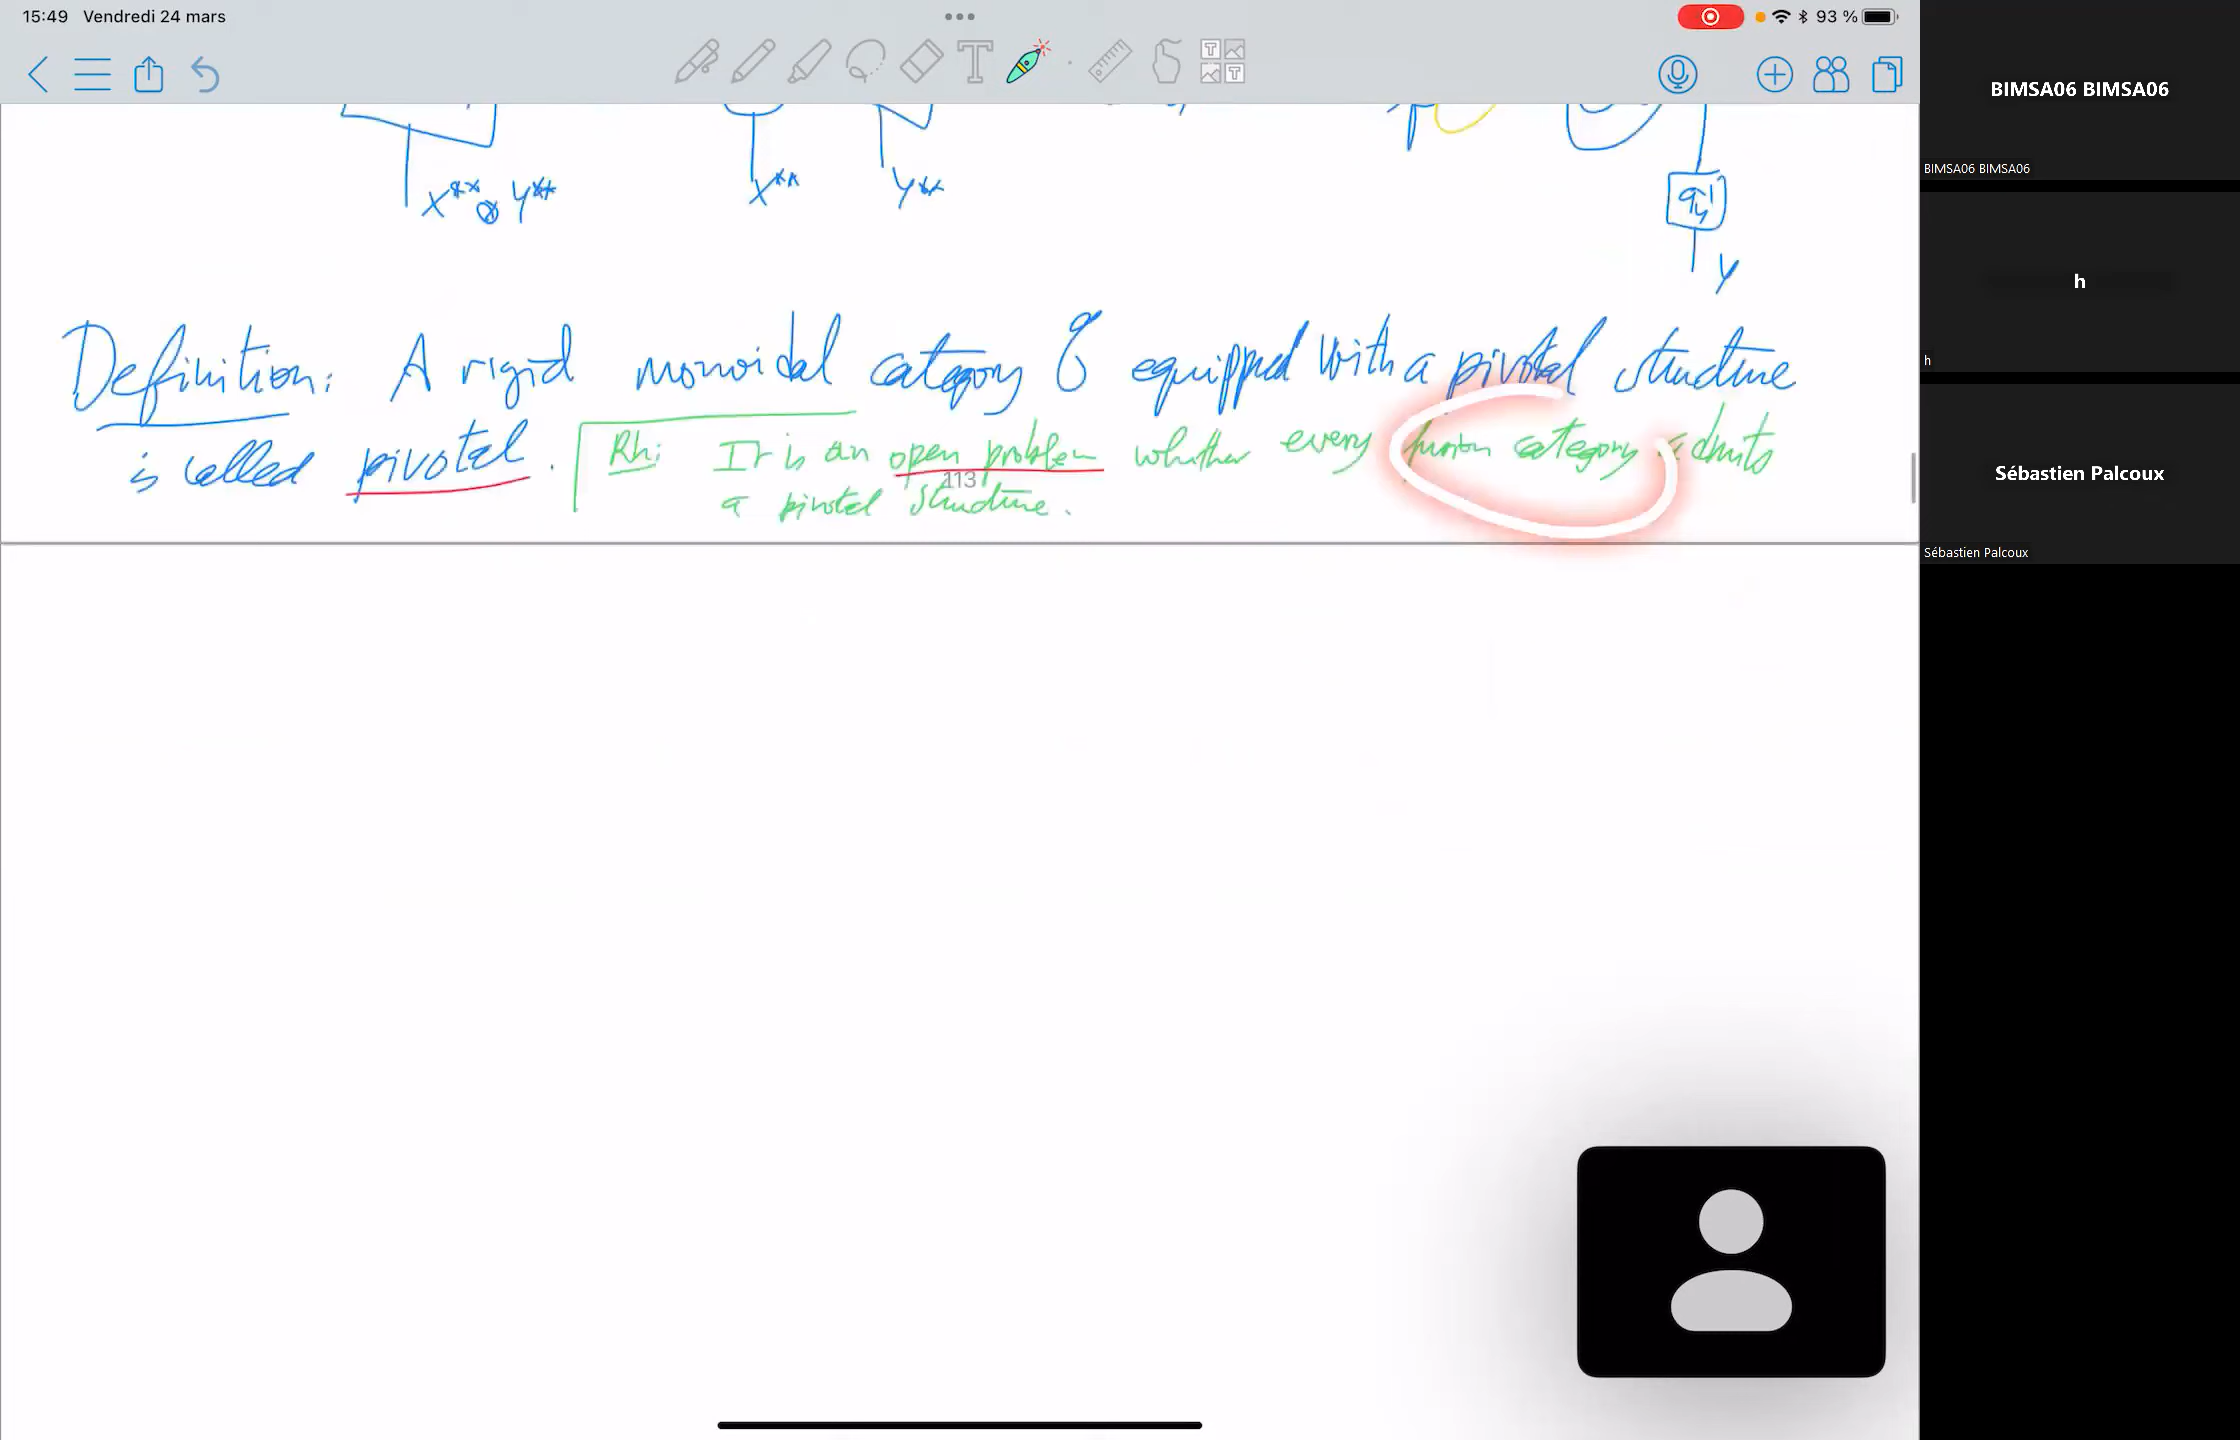 15:49 Vendredi 24 mars
93 %
X** ⊗ Y**
X**
Y**
Y
Definition: A rigid monoidal category C equipped with a pivotal structure
is called pivotal.
Rk: It is an open problem whether every fusion category admits
a pivotal structure.
113
BIMSA06 BIMSA06
BIMSA06 BIMSA06
h
h
Sébastien Palcoux
Sébastien Palcoux